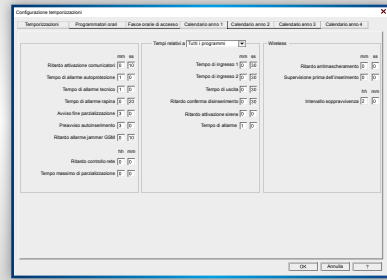 Configurazione temporizzazioni
Temporizzazioni Programmatori orari Fasce orarie di accesso Calendario anno 1 Calendario anno 2 Calendario anno 3 Calendario anno 4
mm ss
Ritardo attivazione comunicatori 0 10
Tempo di allarme autoprotezione 1 0
Tempo di allarme tecnico 1 0
Tempo di allarme rapina 0 20
Avviso fine parzializzazione 3 0
Preavviso autoinserimento 3 0
Ritardo allarme jammer GSM 0 10
hh mm
Ritardo controllo rete 0 0
Tempo massimo di parzializzazione 0 0
Tempi relativi a Tutti i programmi
mm ss
Tempo di ingresso 1 0 30
Tempo di ingresso 2 0 30
Tempo di uscita 0 30
Ritardo conferma disinserimento 0 30
Ritardo attivazione sirene 0 0
Tempo di allarme 1 0
Wireless
mm ss
Ritardo antimascheramento 0 0
Supervisione prima dell'inserimento 0 0
hh mm
Intervallo sopravvivenza 2 0
OK Annulla ?